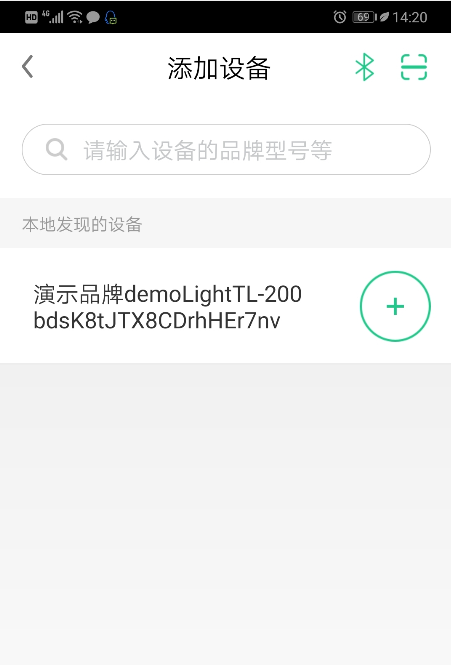 HD 4G 69 14:20
添加设备
请输入设备的品牌型号等
本地发现的设备
演示品牌demoLightTL-200
bdsK8tJTX8CDrhHEr7nv